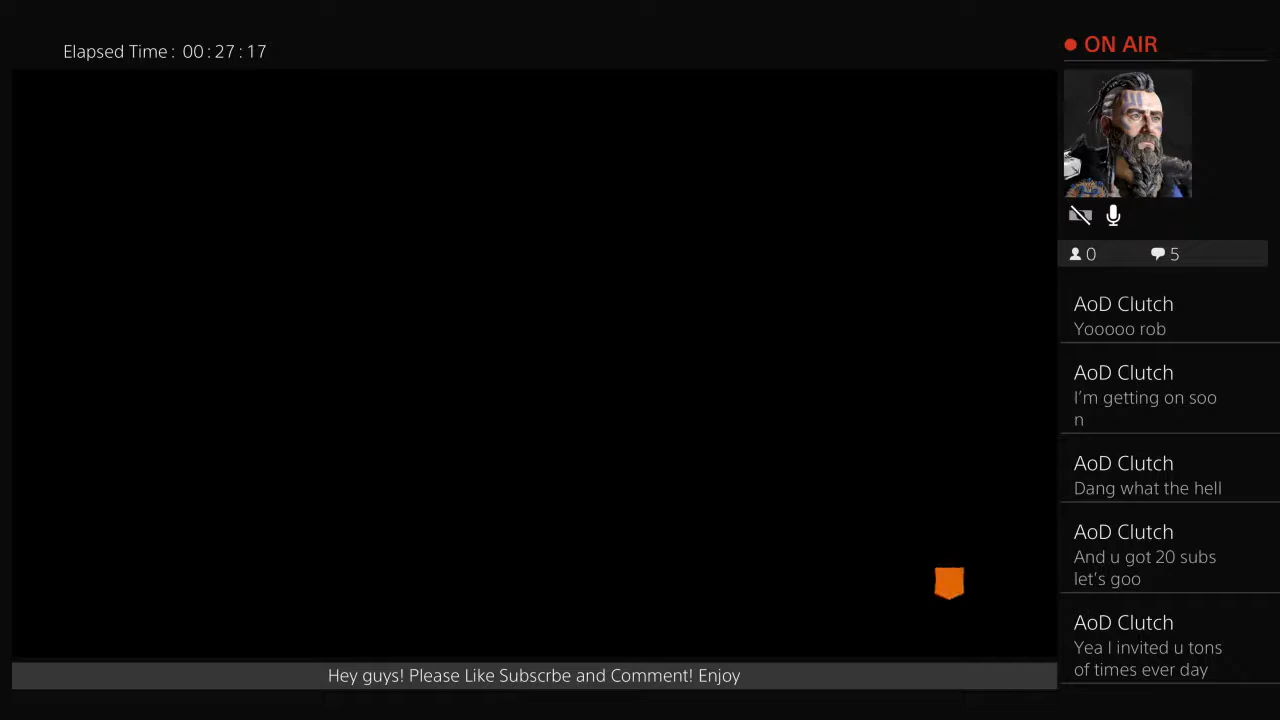 Elapsed Time: 00:27:17
ON AIR
0 5
AoD Clutch
Yooooo rob
AoD Clutch
I'm getting on soo
n
AoD Clutch
Dang what the hell
AoD Clutch
And u got 20 subs
let's goo
AoD Clutch
Yea I invited u tons
of times ever day
Hey guys! Please Like Subscrbe and Comment! Enjoy